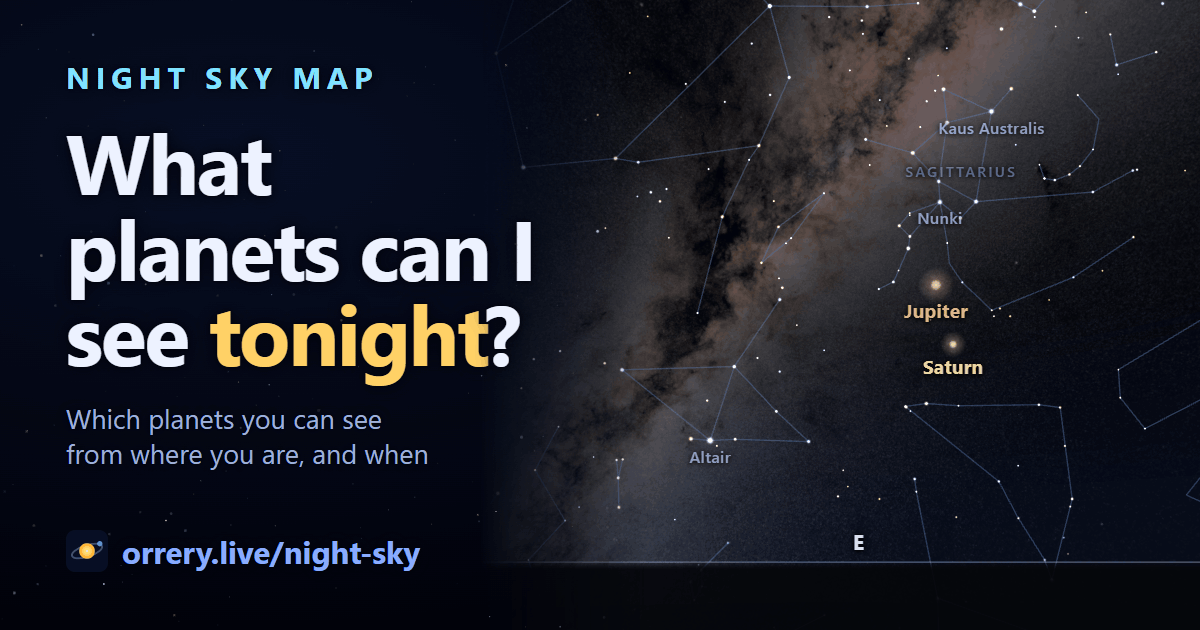 NIGHT SKY MAP
What
planets can I
see tonight?
Which planets you can see
from where you are, and when
orrery.live/night-sky
Kaus Australis
SAGITTARIUS
Nunki
Jupiter
Saturn
Altair
E